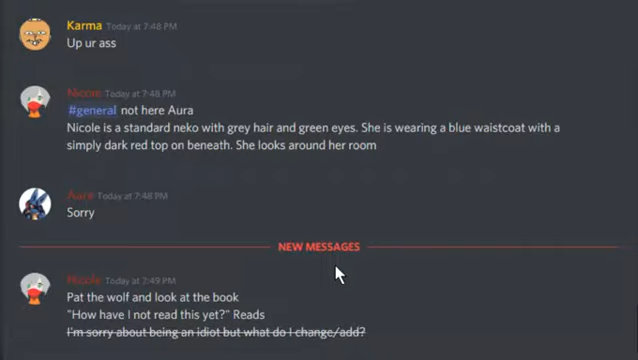 Karma Today at 7:48 PM
Up ur ass
Nicole Today at 7:48 PM
#general not here Aura
Nicole is a standard neko with grey hair and green eyes. She is wearing a blue waistcoat with a
simply dark red top on beneath. She looks around her room
Aura Today at 7:48 PM
Sorry
NEW MESSAGES
Nicole Today at 7:49 PM
Pat the wolf and look at the book
"How have I not read this yet?" Reads
I'm sorry about being an idiot but what do I change/add?